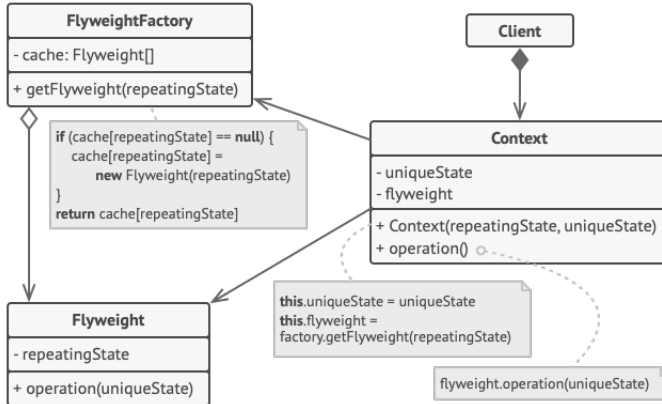 FlyweightFactory
- cache: Flyweight[]
+ getFlyweight(repeatingState)
if (cache[repeatingState] == null) {
cache[repeatingState] =
new Flyweight(repeatingState)
}
return cache[repeatingState]
Client
Context
- uniqueState
- flyweight
+ Context(repeatingState, uniqueState)
+ operation()
this.uniqueState = uniqueState
this.flyweight =
factory.getFlyweight(repeatingState)
flyweight.operation(uniqueState)
Flyweight
- repeatingState
+ operation(uniqueState)